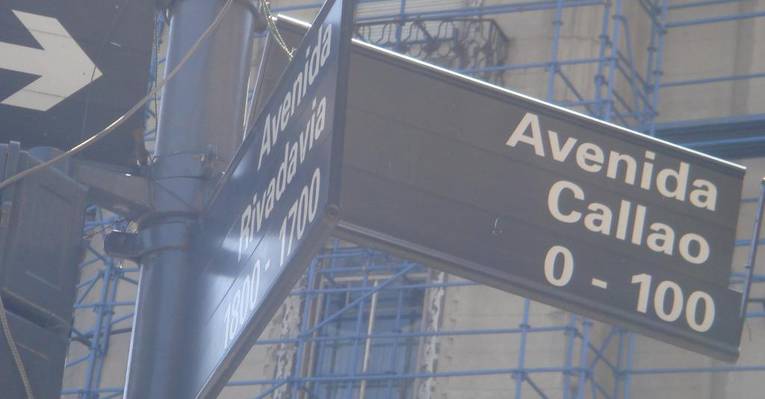 Avenida
Rivadavia
1800 - 1700
Avenida
Callao
0 - 100